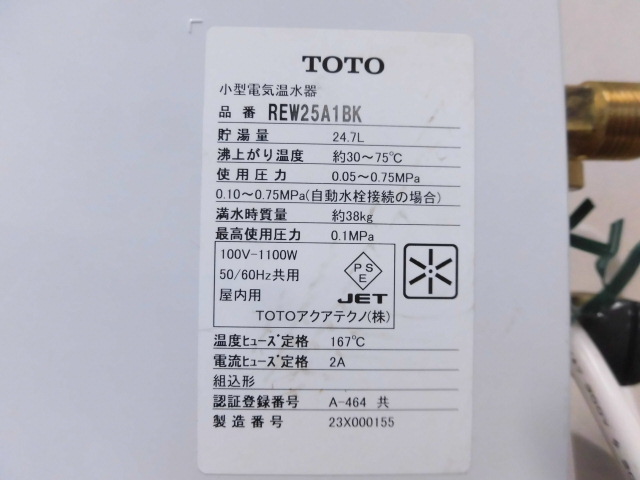 TOTO
小型電気温水器
品番 REW25A1BK
貯湯量 24.7L
沸上がり温度 約30～75℃
使用圧力 0.05～0.75MPa
0.10～0.75MPa(自動水栓接続の場合)
満水時質量 約38kg
最高使用圧力 0.1MPa
100V-1100W
50/60Hz共用
屋内用
PSE
JET
TOTOアクアテクノ(株)
温度ﾋｭｰｽﾞ定格 167℃
電流ﾋｭｰｽﾞ定格 2A
組込形
認証登録番号 A-464 共
製造番号 23X000155